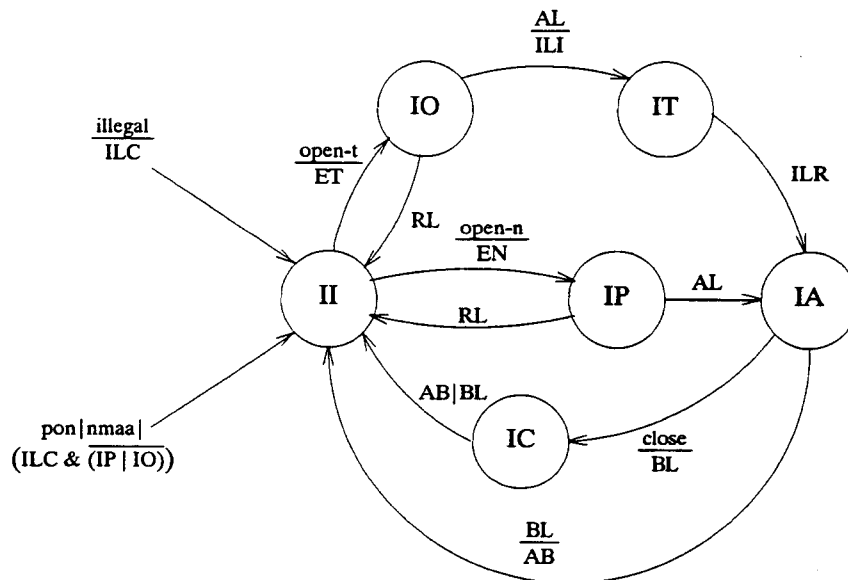 AL
ILI
IO
IT
illegal
ILC
open-t
ET
ILR
RL
open-n
EN
II
IP
AL
IA
RL
AB|BL
IC
close
BL
pon|nmaa|
(ILC & (IP | IO))
BL
AB